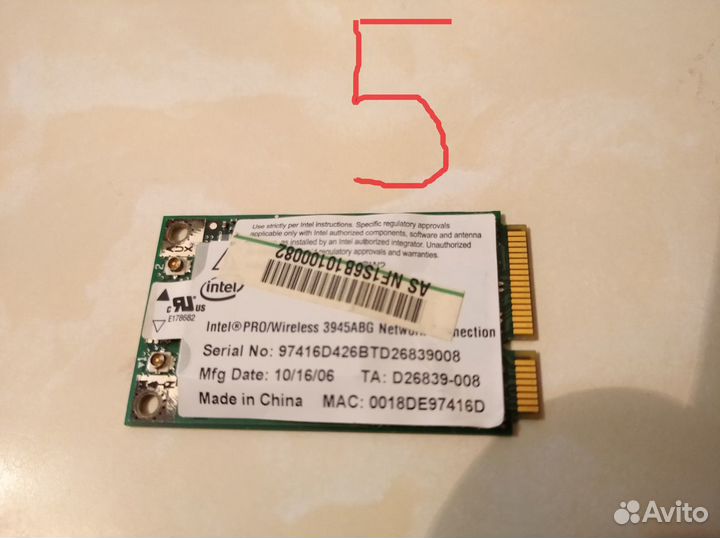 5
Use strictly per Intel Instructions. Specific regulatory approvals
applicable only with Intel authorized components, software and antenna
as installed by an Intel authorized integrator. Unauthorized
regulatory approvals and warranties.
AS NF1S6B10100082
intel
2
c RU US
E178682
Intel®PRO/Wireless 3945ABG Network Connection
Serial No: 97416D426BTD26839008
Mfg Date: 10/16/06 TA: D26839-008
Made in China MAC: 0018DE97416D
Avito